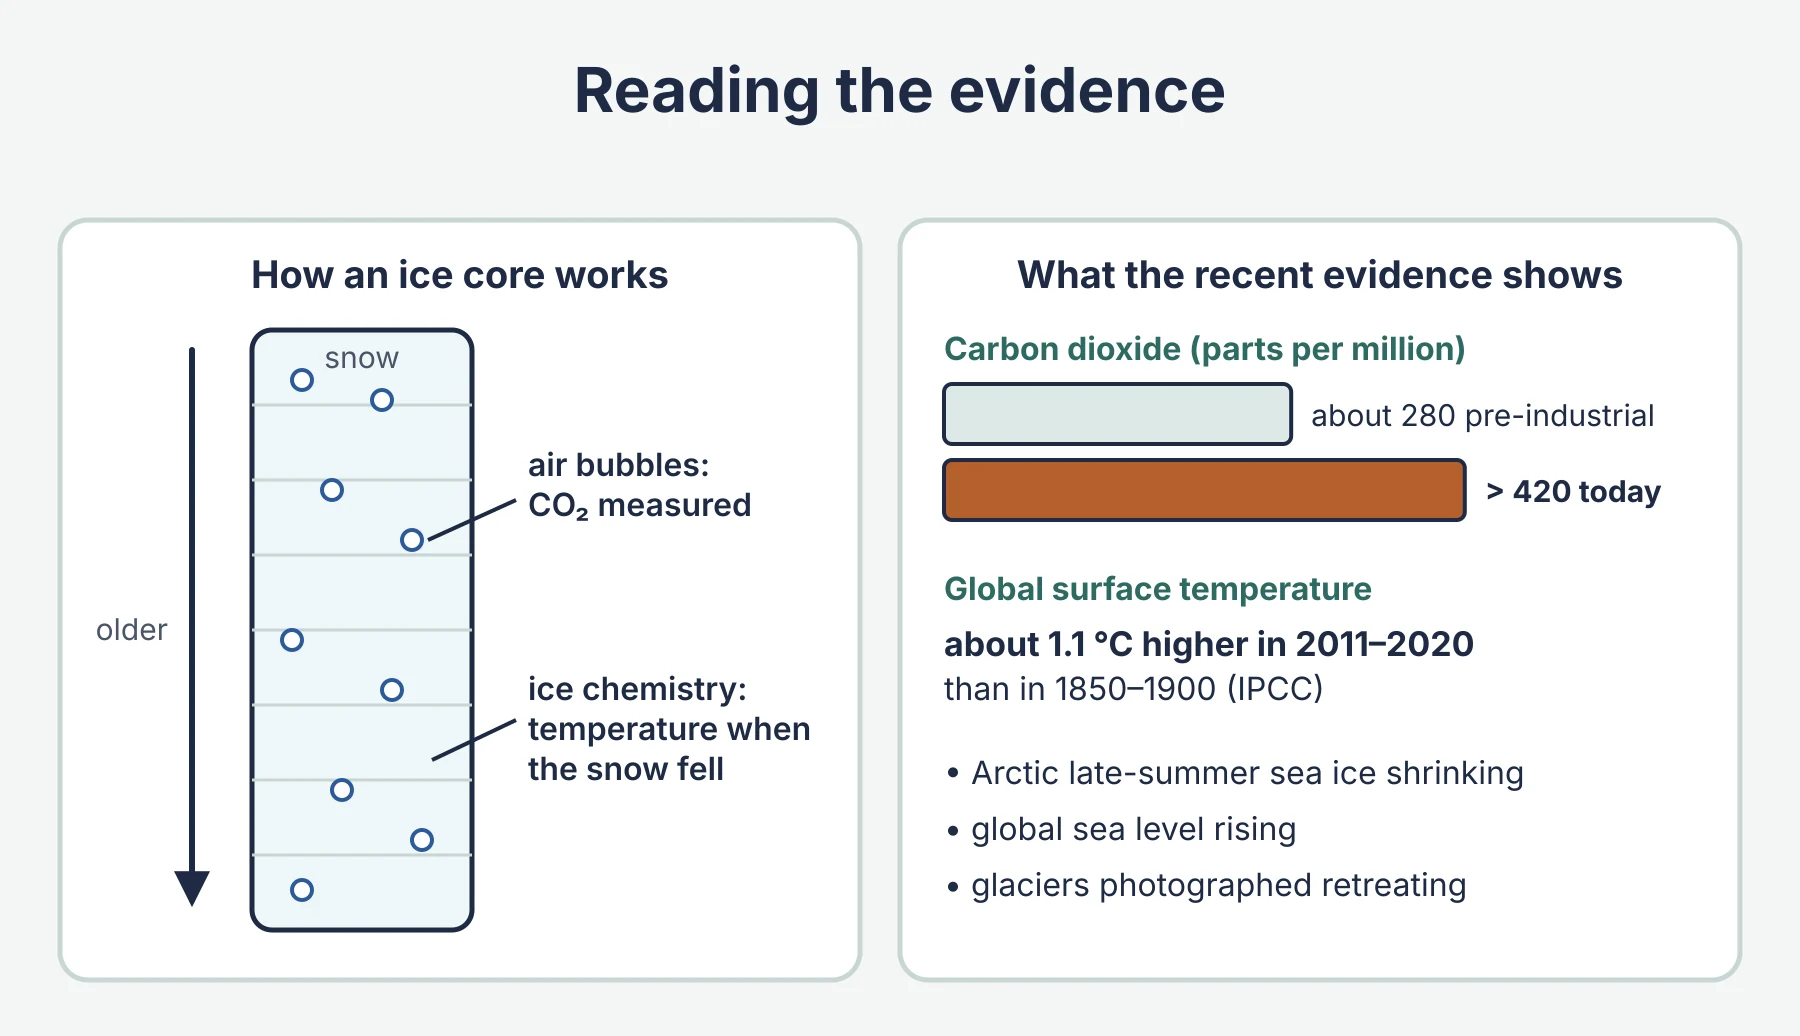 Reading the evidence
How an ice core works
snow
older
air bubbles:
CO₂ measured
ice chemistry:
temperature when
the snow fell
What the recent evidence shows
Carbon dioxide (parts per million)
about 280 pre-industrial
> 420 today
Global surface temperature
about 1.1 °C higher in 2011–2020
than in 1850–1900 (IPCC)
• Arctic late-summer sea ice shrinking
• global sea level rising
• glaciers photographed retreating